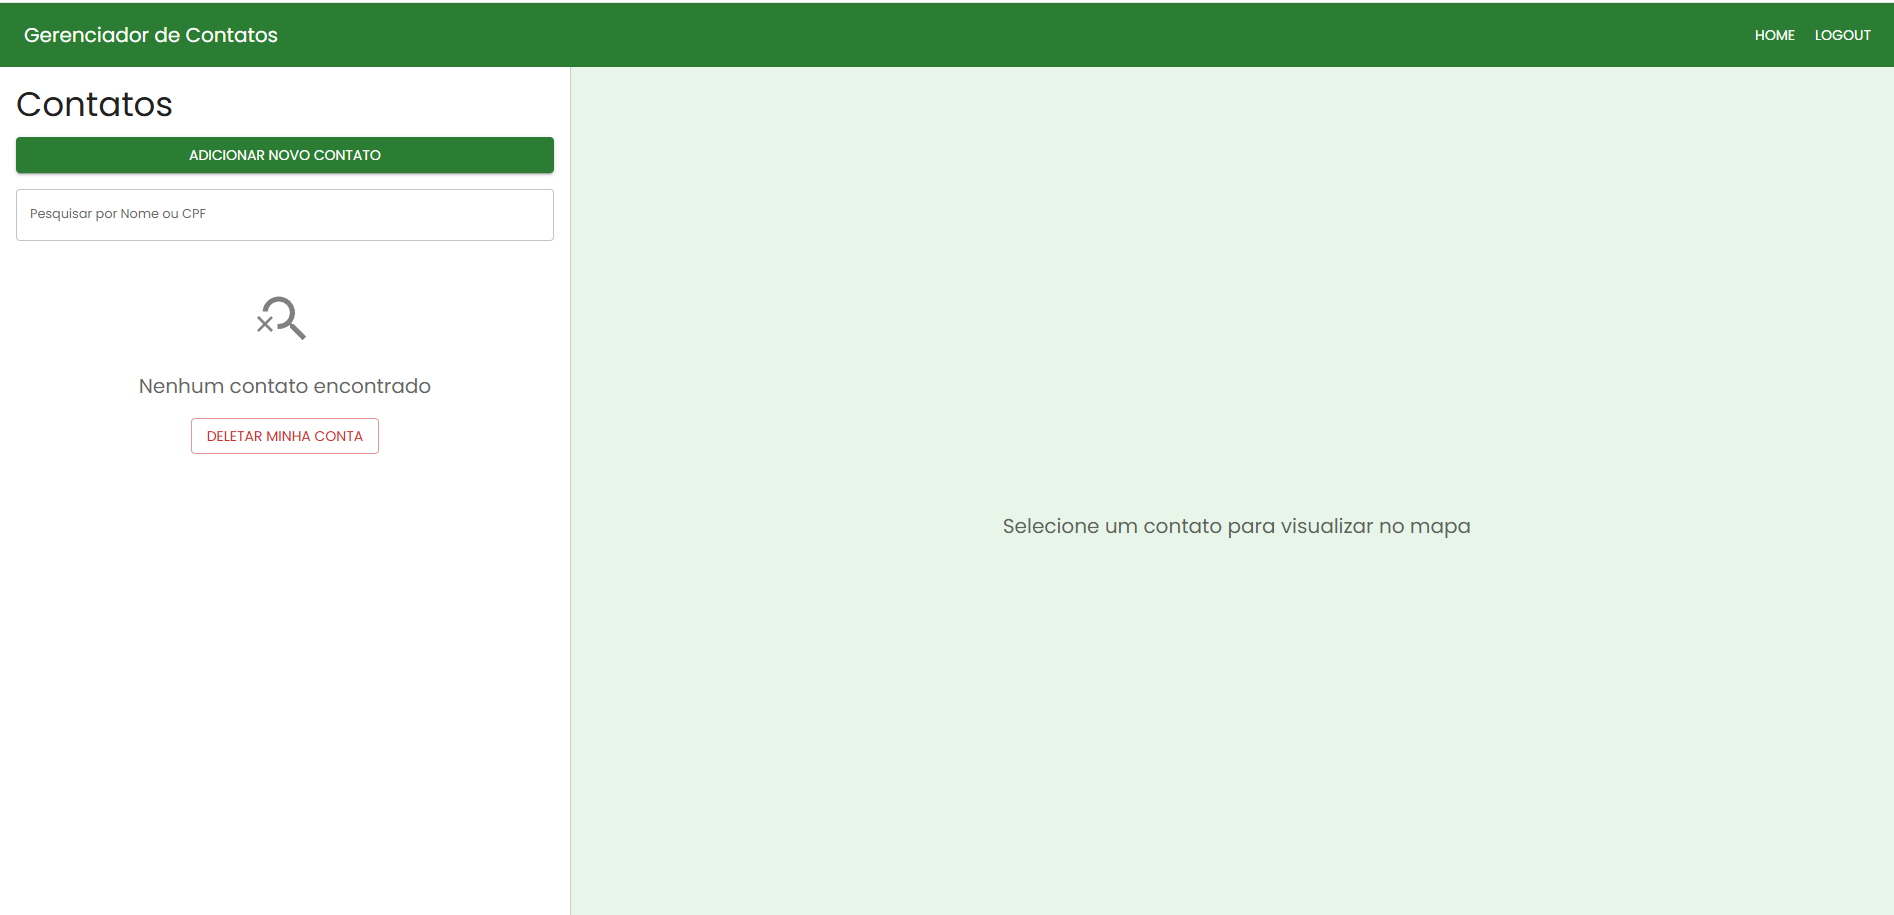 Gerenciador de Contatos
HOME
LOGOUT
Contatos
ADICIONAR NOVO CONTATO
Pesquisar por Nome ou CPF
Nenhum contato encontrado
DELETAR MINHA CONTA
Selecione um contato para visualizar no mapa